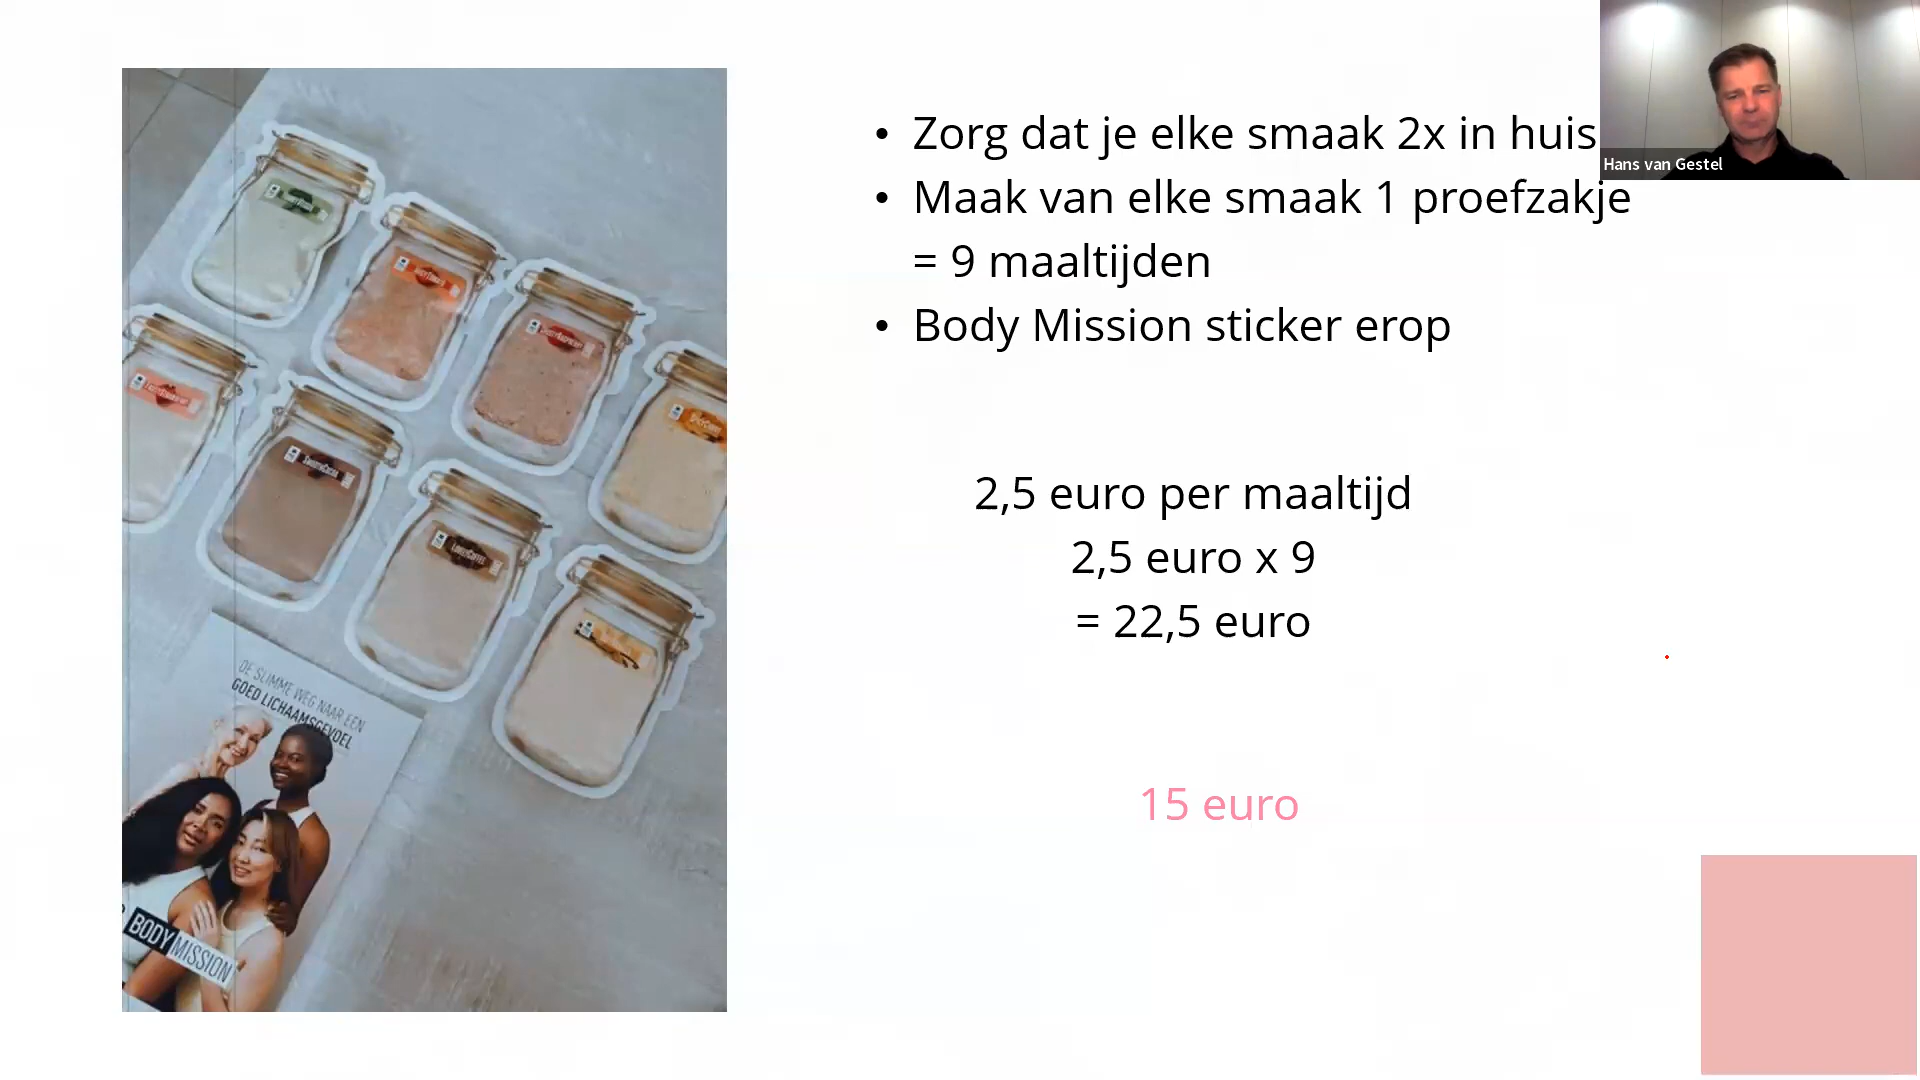 • Zorg dat je elke smaak 2x in huis
Hans van Gestel
• Maak van elke smaak 1 proefzakje
= 9 maaltijden
• Body Mission sticker erop
2,5 euro per maaltijd
2,5 euro x 9
= 22,5 euro
15 euro
DE SLIMME WEG NAAR EEN
GOED LICHAAMSGEVOEL
BODY MISSION